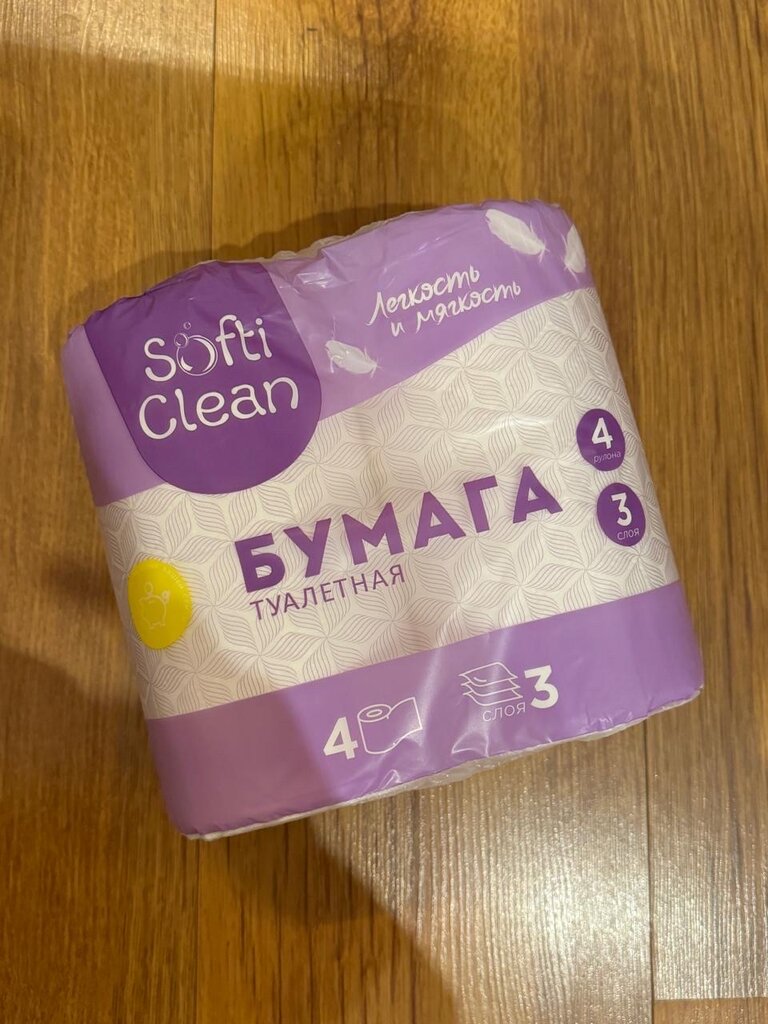 Softi
Clean
Легкость
и мягкость
4
рулона
3
слоя
БУМАГА
ТУАЛЕТНАЯ
4
СЛОЯ 3